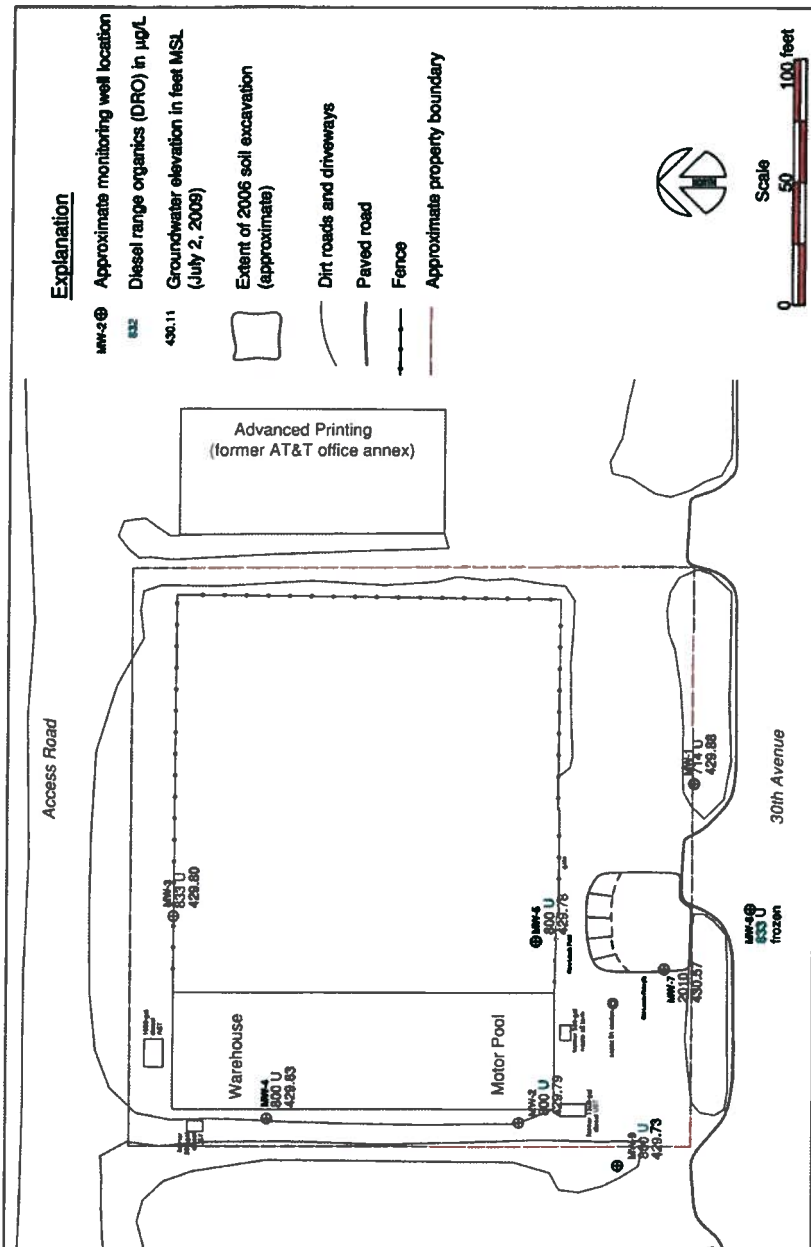 Explanation
MW-2 Approximate monitoring well location
832 Diesel range organics (DRO) in µg/L
430.11 Groundwater elevation in feet MSL
(July 2, 2009)
Extent of 2006 soil excavation
(approximate)
Dirt roads and driveways
Paved road
Fence
Approximate property boundary
NORTH
Scale
0 50 100 feet
Access Road
Advanced Printing
(former AT&T office annex)
MW-3
833 U
429.80
Warehouse
MW-4
800 U
429.83
Motor Pool
MW-2
800 U
429.79
MW-5
800 U
429.78
MW-7
2010
430.57
429.73
MW-1
714 U
429.88
MW-6
833 U
frozen
30th Avenue